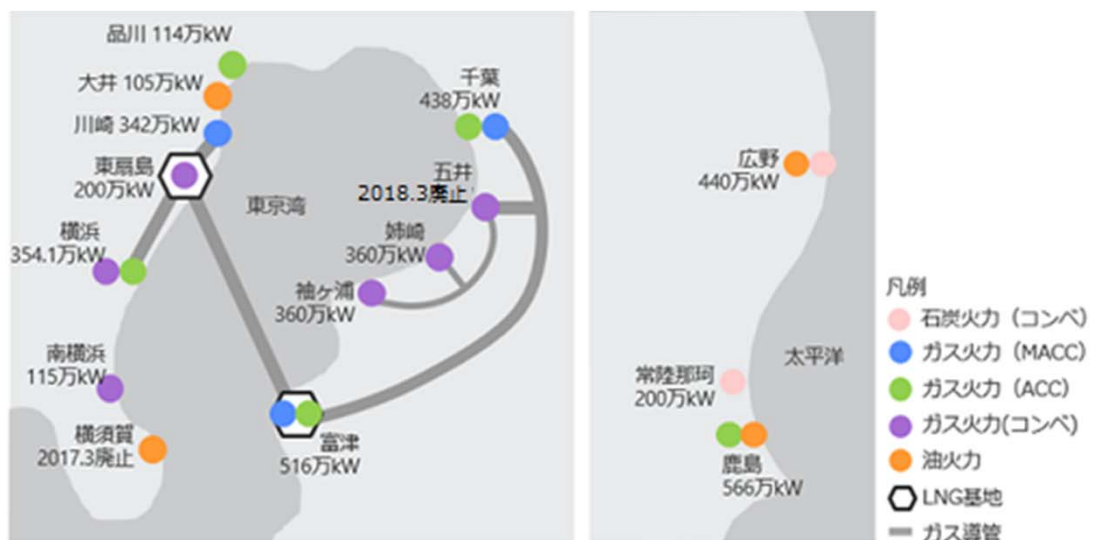 品川 114万kW
大井 105万kW
川崎 342万kW
東扇島
200万kW
横浜
354.1万kW
南横浜
115万kW
横須賀
2017.3廃止
東京湾
千葉
438万kW
五井
2018.3廃止
姉崎
360万kW
袖ヶ浦
360万kW
富津
516万kW
広野
440万kW
太平洋
常陸那珂
200万kW
鹿島
566万kW
凡例
石炭火力（コンベ）
ガス火力（MACC）
ガス火力（ACC）
ガス火力(コンベ)
油火力
LNG基地
ガス導管